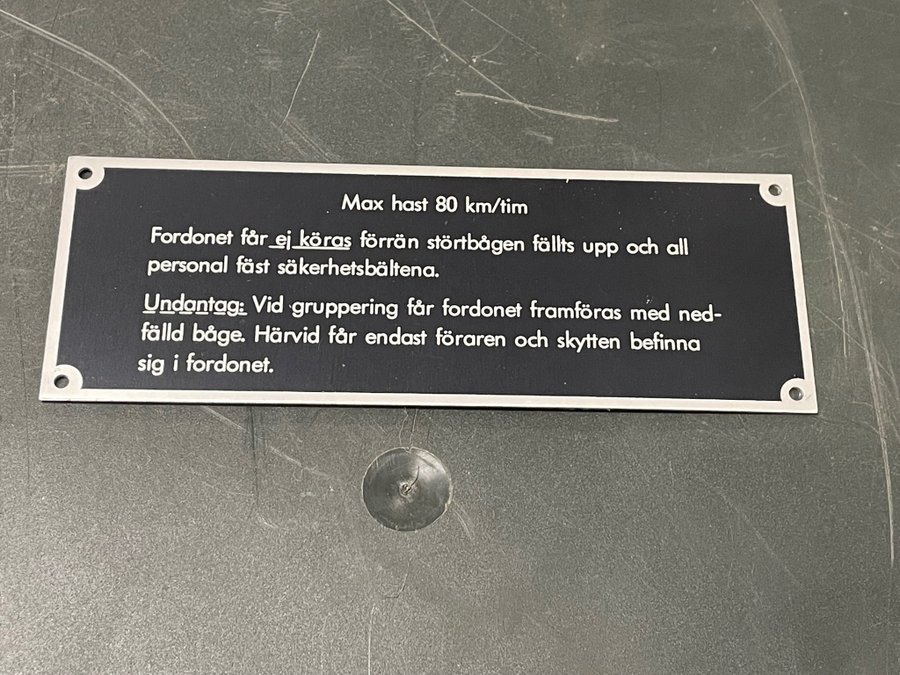 Max hast 80 km/tim
Fordonet får ej köras förrän störtbågen fällts upp och all
personal fäst säkerhetsbältena.
Undantag: Vid gruppering får fordonet framföras med ned-
fälld båge. Härvid får endast föraren och skytten befinna
sig i fordonet.